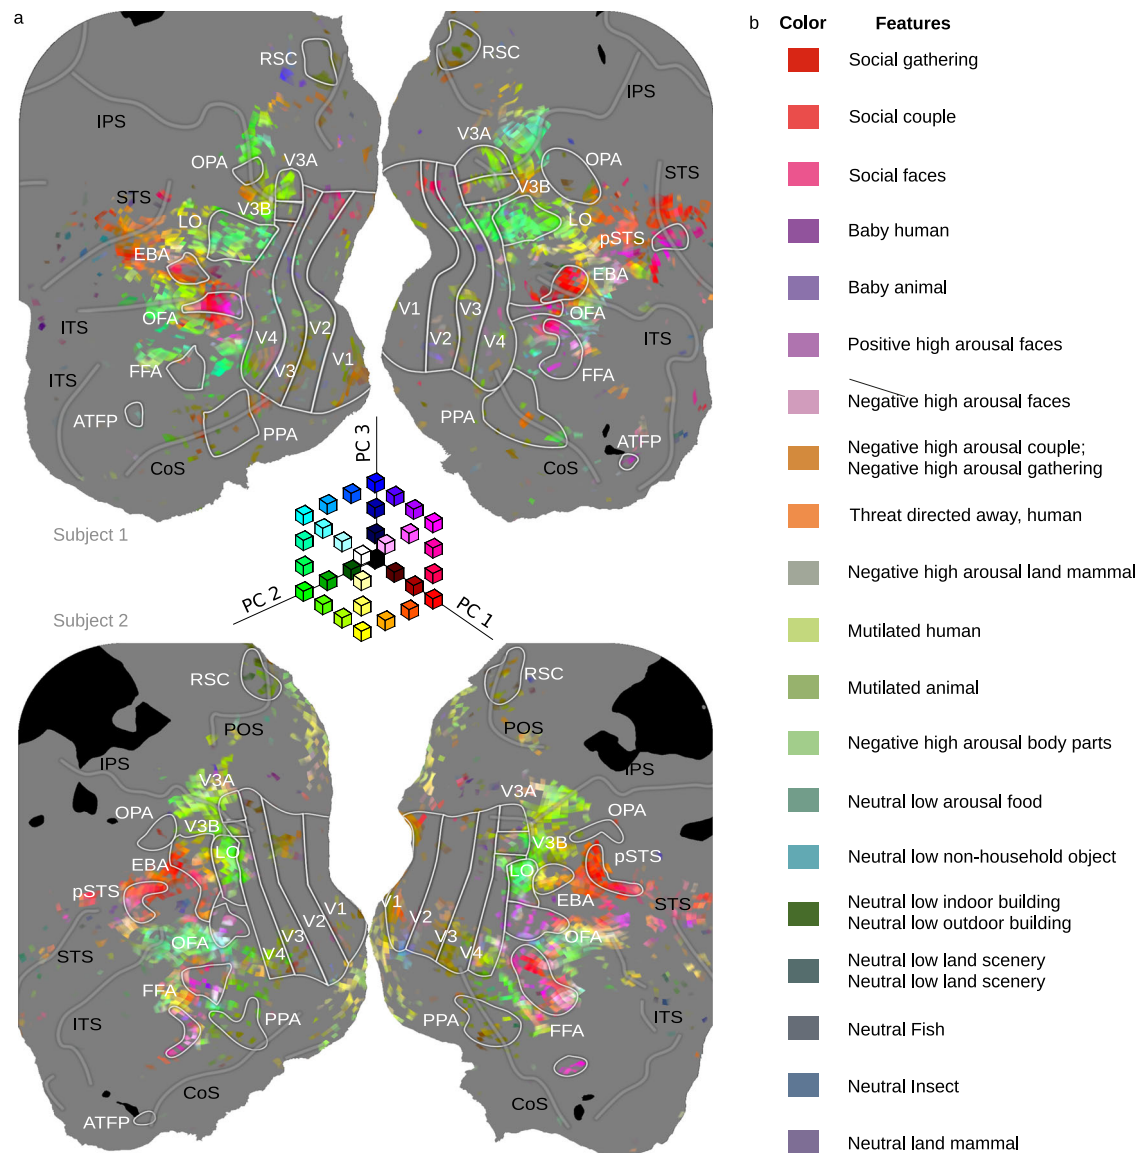 a
RSC
IPS
OPA
V3A
STS
V3B
LO
EBA
OFA
ITS
V4
V2
V3
V1
ITS
FFA
ATFP
PPA
CoS
RSC
IPS
V3A
OPA
STS
V3B
LO
pSTS
EBA
V1
V3
OFA
ITS
V2
V4
FFA
PPA
ATFP
CoS
PC 3
Subject 1
PC 2
PC 1
Subject 2
RSC
POS
IPS
V3A
OPA
V3B
LO
EBA
pSTS
V1
V2
V3
OFA
V4
STS
FFA
ITS
PPA
CoS
ATFP
RSC
POS
IPS
V3A
OPA
V3B
pSTS
LO
EBA
V1
STS
V2
V3
OFA
V4
PPA
FFA
ITS
CoS
b
Color
Features
Social gathering
Social couple
Social faces
Baby human
Baby animal
Positive high arousal faces
Negative high arousal faces
Negative high arousal couple;
Negative high arousal gathering
Threat directed away, human
Negative high arousal land mammal
Mutilated human
Mutilated animal
Negative high arousal body parts
Neutral low arousal food
Neutral low non-household object
Neutral low indoor building
Neutral low outdoor building
Neutral low land scenery
Neutral low land scenery
Neutral Fish
Neutral Insect
Neutral land mammal